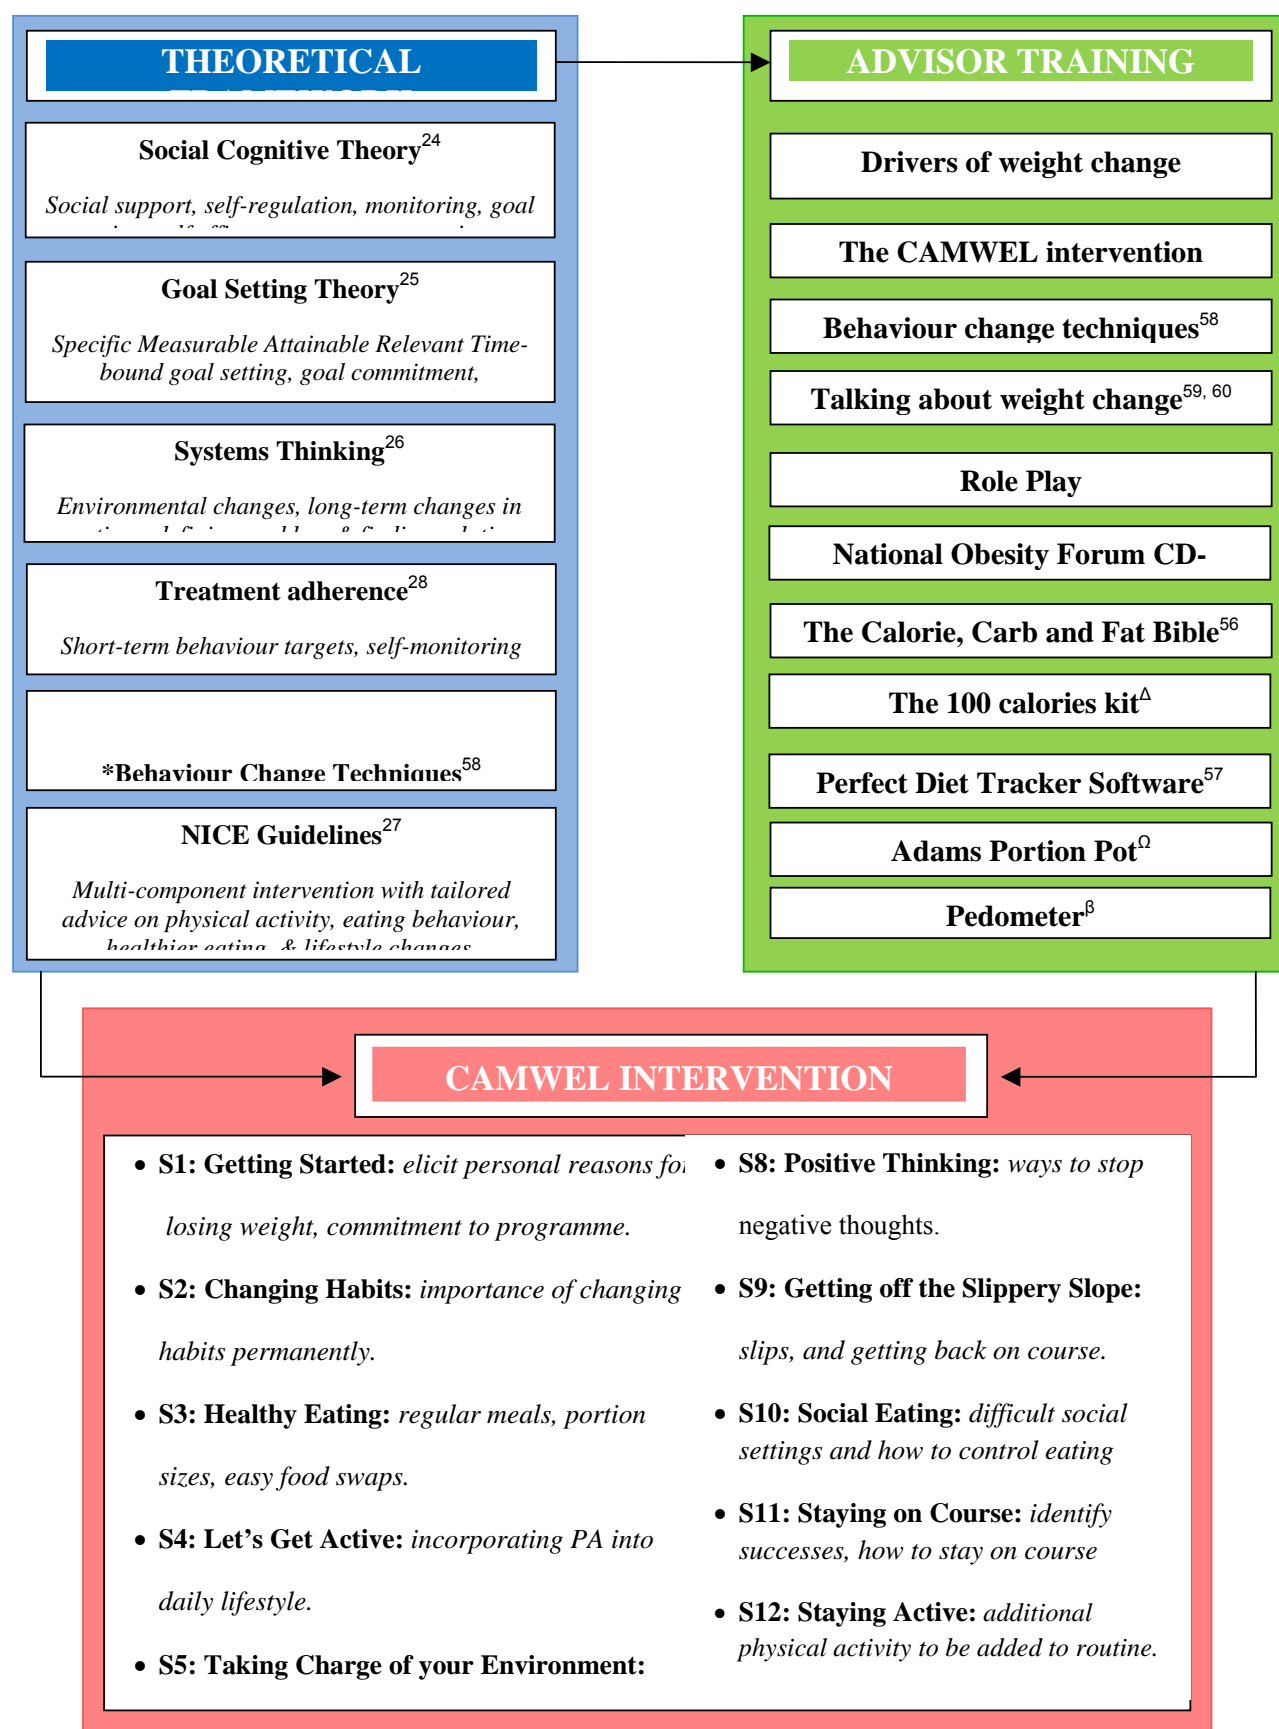 THEORETICAL
Social Cognitive Theory24
Social support, self-regulation, monitoring, goal
Goal Setting Theory25
Specific Measurable Attainable Relevant Time-
bound goal setting, goal commitment,
Systems Thinking26
Environmental changes, long-term changes in
Treatment adherence28
Short-term behaviour targets, self-monitoring
*Behaviour Change Techniques58
NICE Guidelines27
Multi-component intervention with tailored
advice on physical activity, eating behaviour,
healthier eating, & lifestyle changes
ADVISOR TRAINING
Drivers of weight change
The CAMWEL intervention
Behaviour change techniques58
Talking about weight change59, 60
Role Play
National Obesity Forum CD-
The Calorie, Carb and Fat Bible56
The 100 calories kitΔ
Perfect Diet Tracker Software57
Adams Portion PotΩ
Pedometerβ
CAMWEL INTERVENTION
• S1: Getting Started: elicit personal reasons for
losing weight, commitment to programme.
• S2: Changing Habits: importance of changing
habits permanently.
• S3: Healthy Eating: regular meals, portion
sizes, easy food swaps.
• S4: Let’s Get Active: incorporating PA into
daily lifestyle.
• S5: Taking Charge of your Environment:
• S8: Positive Thinking: ways to stop
negative thoughts.
• S9: Getting off the Slippery Slope:
slips, and getting back on course.
• S10: Social Eating: difficult social
settings and how to control eating
• S11: Staying on Course: identify
successes, how to stay on course
• S12: Staying Active: additional
physical activity to be added to routine.